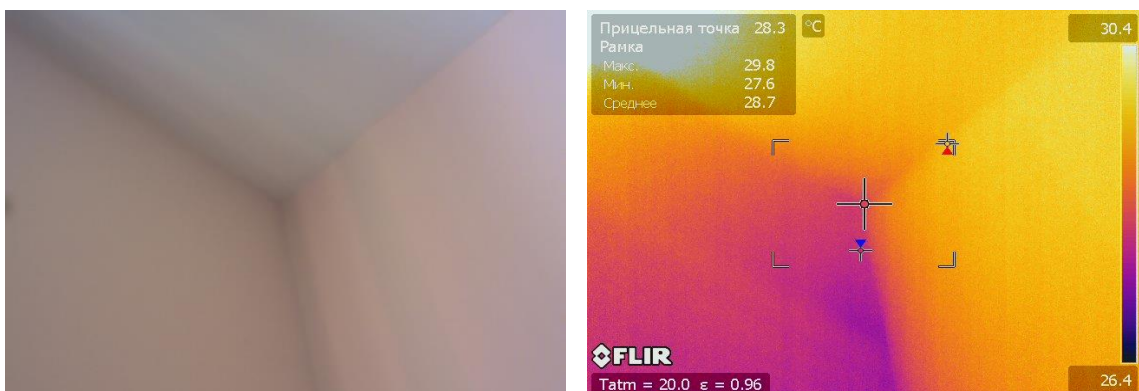 Прицельная точка 28.3 °C
Рамка
Макс. 29.8
Мин. 27.6
Среднее 28.7
30.4
FLIR
Tatm = 20.0 ε = 0.96
26.4